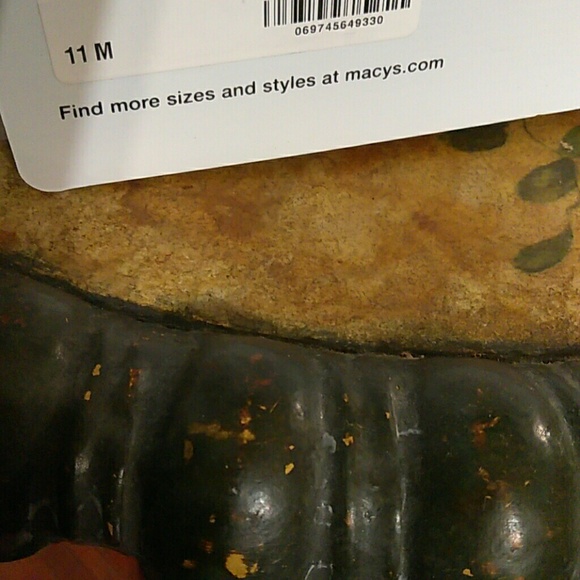 069745649330
11 M
Find more sizes and styles at macys.com